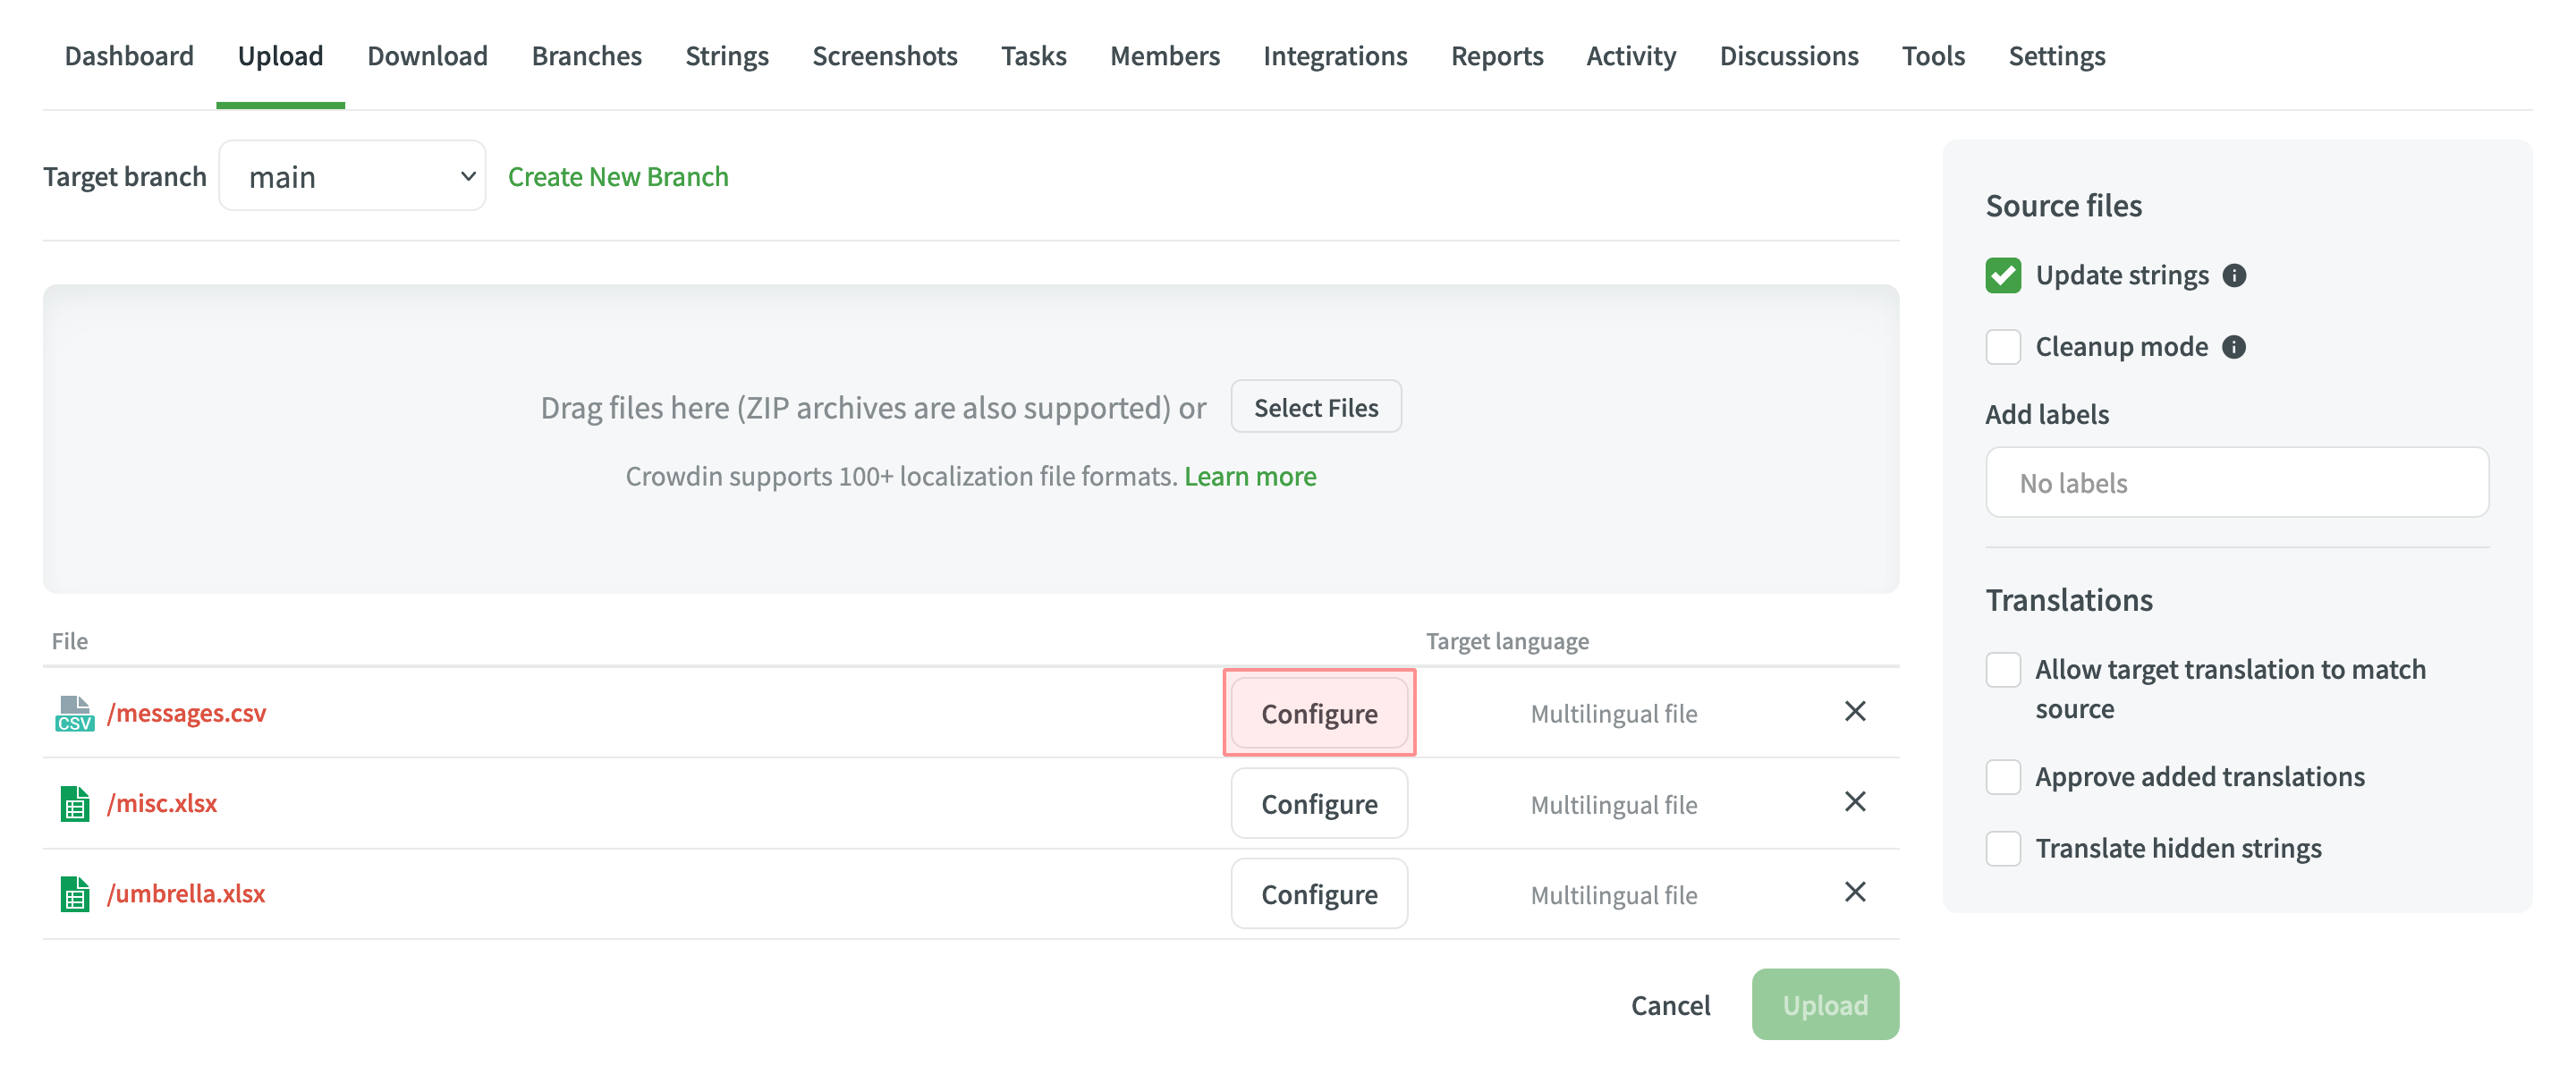 Dashboard Upload Download Branches Strings Screenshots Tasks Members Integrations Reports Activity Discussions Tools Settings
Target branch main Create New Branch
Drag files here (ZIP archives are also supported) or Select Files
Crowdin supports 100+ localization file formats. Learn more
File Target language
CSV /messages.csv Configure Multilingual file
/misc.xlsx Configure Multilingual file
/umbrella.xlsx Configure Multilingual file
Cancel Upload
Source files
Update strings
Cleanup mode
Add labels
No labels
Translations
Allow target translation to match
source
Approve added translations
Translate hidden strings